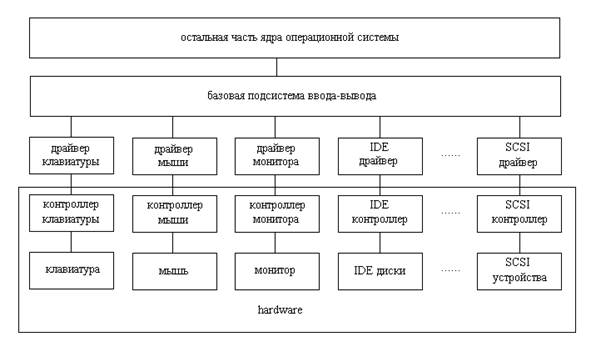 остальная часть ядра операционной системы
базовая подсистема ввода-вывода
драйвер
клавиатуры
драйвер
мыши
драйвер
монитора
IDE
драйвер
......
SCSI
драйвер
контроллер
клавиатуры
контроллер
мыши
контроллер
монитора
IDE
контроллер
......
SCSI
контроллер
клавиатура
мышь
монитор
IDE диски
......
SCSI
устройства
hardware